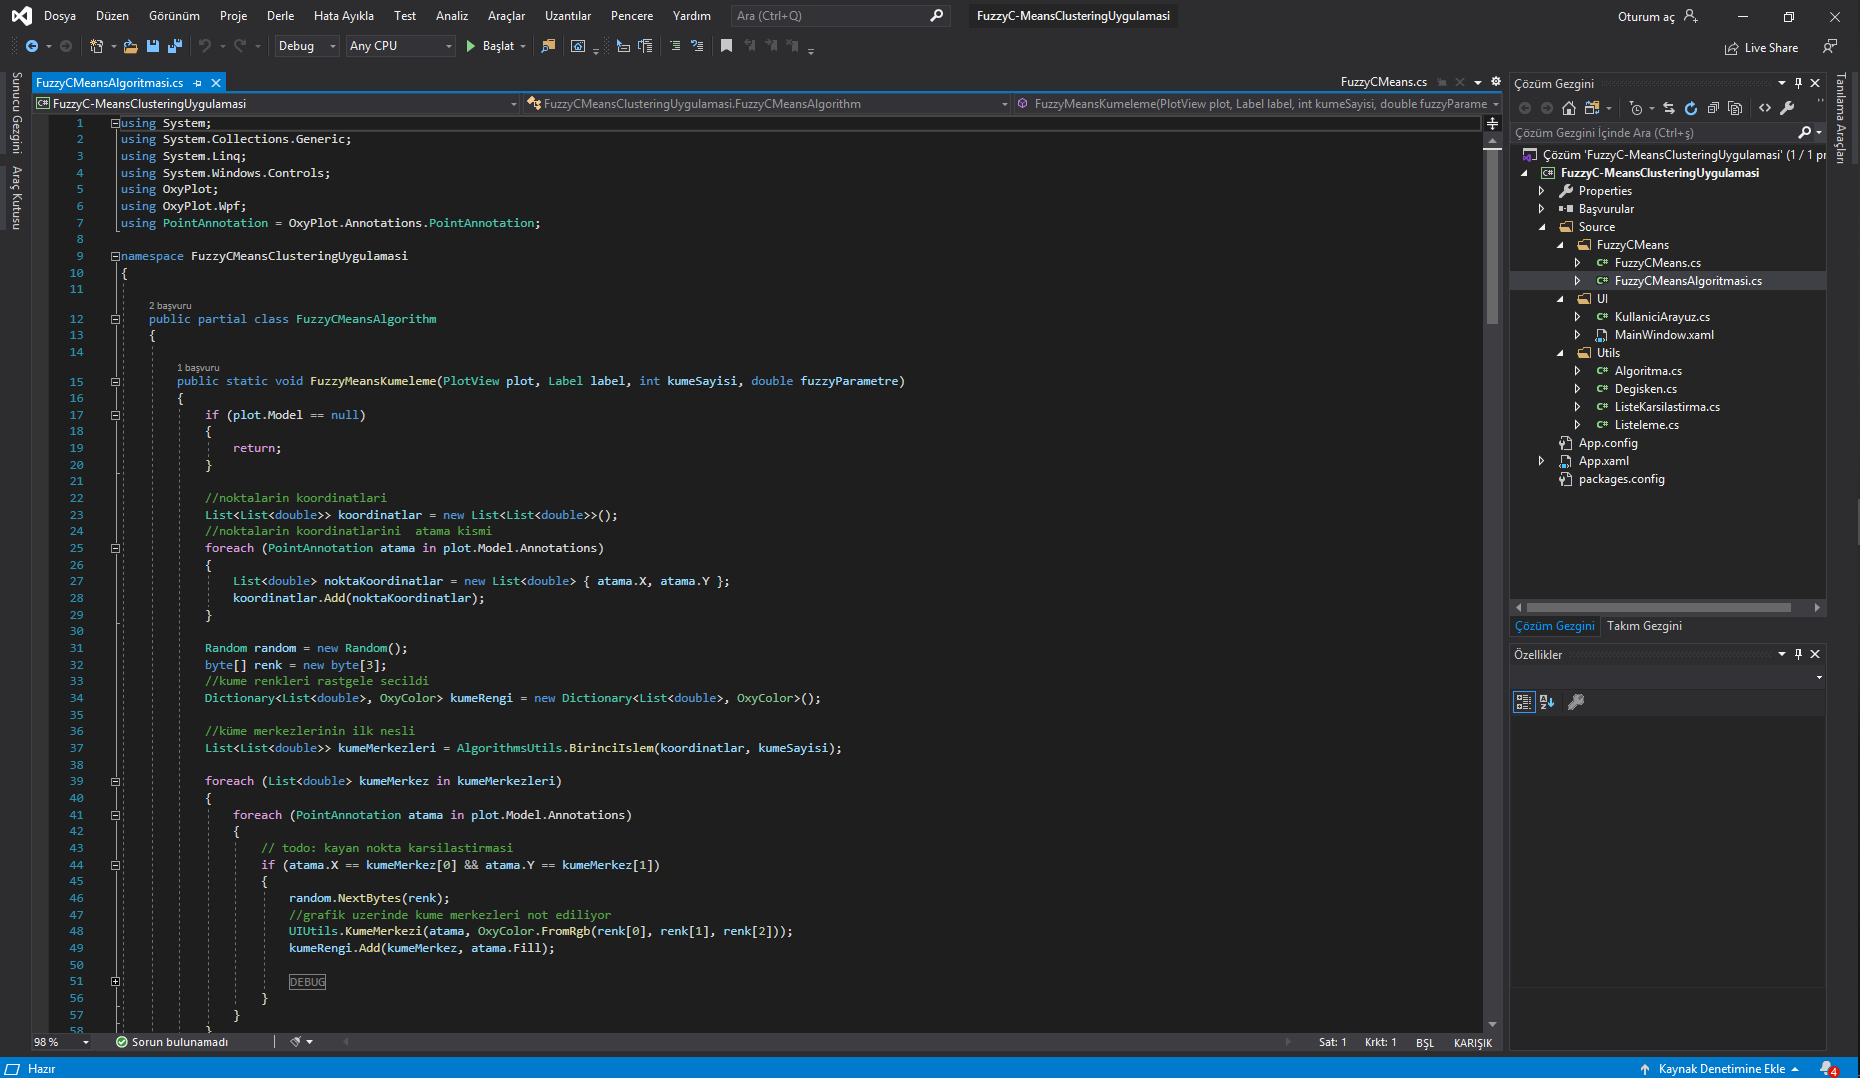 Dosya Düzen Görünüm Proje Derle Hata Ayıkla Test Analiz Araçlar Uzantılar Pencere Yardım Ara (Ctrl+Q) FuzzyC-MeansClusteringUygulamasi Oturum aç
Debug Any CPU Başlat Live Share
Sunucu Gezgini
Araç Kutusu
FuzzyCMeansAlgoritmasi.cs FuzzyCMeans.cs
FuzzyC-MeansClusteringUygulamasi FuzzyCMeansClusteringUygulamasi.FuzzyCMeansAlgorithm FuzzyMeansKumeleme(PlotView plot, Label label, int kumeSayisi, double fuzzyParame
1 using System;
2 using System.Collections.Generic;
3 using System.Linq;
4 using System.Windows.Controls;
5 using OxyPlot;
6 using OxyPlot.Wpf;
7 using PointAnnotation = OxyPlot.Annotations.PointAnnotation;
8
9 namespace FuzzyCMeansClusteringUygulamasi
10 {
11
2 başvuru
12 public partial class FuzzyCMeansAlgorithm
13 {
14
1 başvuru
15 public static void FuzzyMeansKumeleme(PlotView plot, Label label, int kumeSayisi, double fuzzyParametre)
16 {
17 if (plot.Model == null)
18 {
19 return;
20 }
21
22 //noktalarin koordinatlari
23 List<List<double>> koordinatlar = new List<List<double>>();
24 //noktalarin koordinatlarini  atama kismi
25 foreach (PointAnnotation atama in plot.Model.Annotations)
26 {
27 List<double> noktaKoordinatlar = new List<double> { atama.X, atama.Y };
28 koordinatlar.Add(noktaKoordinatlar);
29 }
30
31 Random random = new Random();
32 byte[] renk = new byte[3];
33 //kume renkleri rastgele secildi
34 Dictionary<List<double>, OxyColor> kumeRengi = new Dictionary<List<double>, OxyColor>();
35
36 //küme merkezlerinin ilk nesli
37 List<List<double>> kumeMerkezleri = AlgorithmsUtils.BirinciIslem(koordinatlar, kumeSayisi);
38
39 foreach (List<double> kumeMerkez in kumeMerkezleri)
40 {
41 foreach (PointAnnotation atama in plot.Model.Annotations)
42 {
43 // todo: kayan nokta karsilastirmasi
44 if (atama.X == kumeMerkez[0] && atama.Y == kumeMerkez[1])
45 {
46 random.NextBytes(renk);
47 //grafik uzerinde kume merkezleri not ediliyor
48 UIUtils.KumeMerkezi(atama, OxyColor.FromRgb(renk[0], renk[1], renk[2]));
49 kumeRengi.Add(kumeMerkez, atama.Fill);
50
51 DEBUG
56 }
57 }
58 }
98 % Sorun bulunamadı Sat: 1 Krkt: 1 BŞL KARIŞIK
Çözüm Gezgini
Çözüm Gezgini İçinde Ara (Ctrl+ş)
Çözüm 'FuzzyC-MeansClusteringUygulamasi' (1 / 1 pr
FuzzyC-MeansClusteringUygulamasi
Properties
Başvurular
Source
FuzzyCMeans
C# FuzzyCMeans.cs
C# FuzzyCMeansAlgoritmasi.cs
UI
C# KullaniciArayuz.cs
MainWindow.xaml
Utils
C# Algoritma.cs
C# Degisken.cs
C# ListeKarsilastirma.cs
C# Listeleme.cs
App.config
App.xaml
packages.config
Çözüm Gezgini Takım Gezgini
Özellikler
Tanılama Araçları
Hazır Kaynak Denetimine Ekle 4